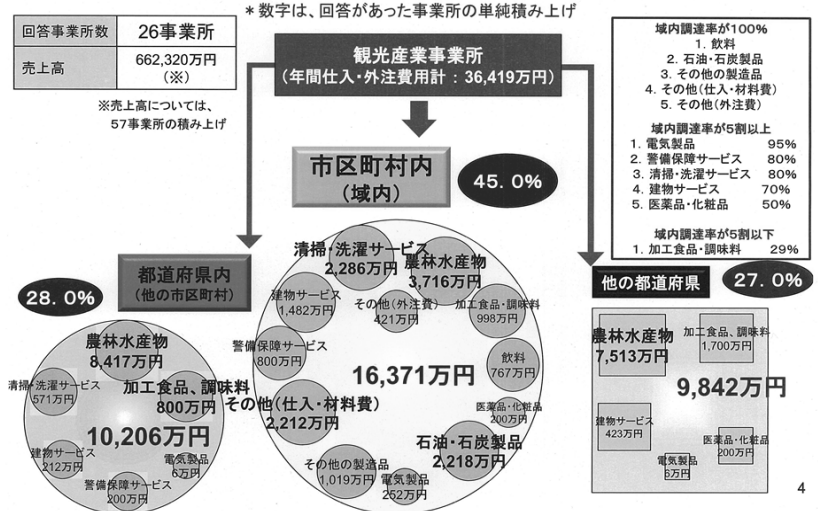 ＊数字は、回答があった事業所の単純積み上げ
回答事業所数 26事業所
売上高 662,320万円
(※)
※売上高については、
57事業所の積み上げ
観光産業事業所
(年間仕入・外注費用計：36,419万円)
域内調達率が100%
1. 飲料
2. 石油・石炭製品
3. その他の製造品
4. その他(仕入・材料費)
5. その他(外注費)
域内調達率が5割以上
1. 電気製品 95%
2. 警備保障サービス 80%
3. 清掃・洗濯サービス 80%
4. 建物サービス 70%
5. 医薬品・化粧品 50%
域内調達率が5割以下
1. 加工食品・調味料 29%
市区町村内
(域内)
45.0%
都道府県内
(他の市区町村)
28.0%
他の都道府県
27.0%
農林水産物
8,417万円
清掃・洗濯サービス
571万円
加工食品、調味料
800万円
10,206万円
建物サービス
212万円
電気製品
6万円
警備保障サービス
200万円
清掃・洗濯サービス
2,286万円
農林水産物
3,716万円
建物サービス
1,482万円
その他(外注費)
421万円
加工食品・調味料
998万円
警備保障サービス
800万円
16,371万円
飲料
767万円
その他(仕入・材料費)
2,212万円
医薬品・化粧品
200万円
石油・石炭製品
2,218万円
その他の製造品
1,019万円
電気製品
252万円
農林水産物
7,513万円
加工食品、調味料
1,700万円
9,842万円
建物サービス
423万円
医薬品・化粧品
200万円
電気製品
6万円
4